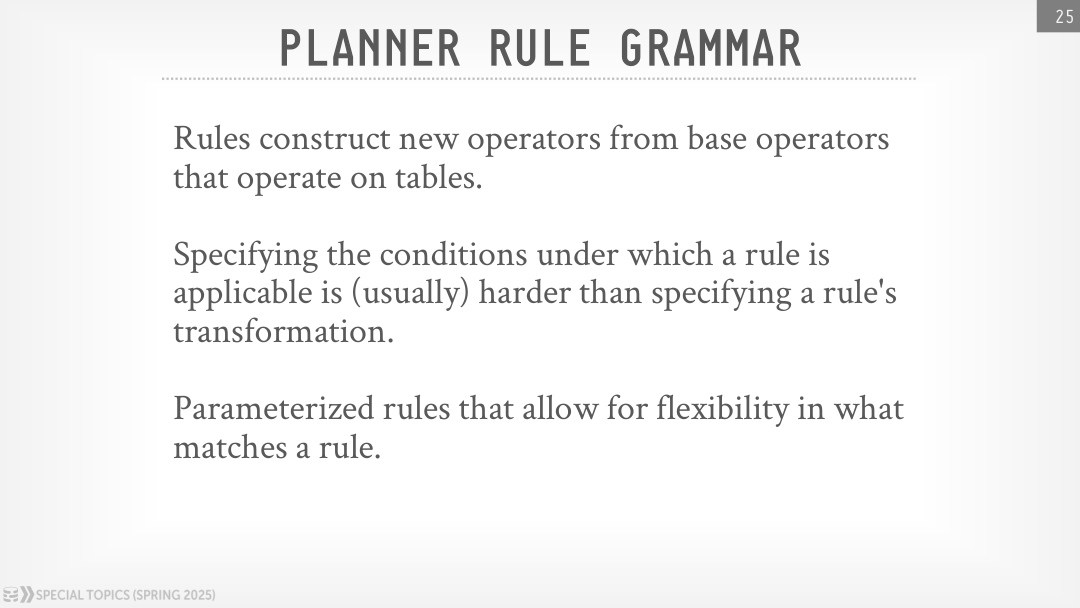 25
PLANNER RULE GRAMMAR
Rules construct new operators from base operators
that operate on tables.
Specifying the conditions under which a rule is
applicable is (usually) harder than specifying a rule's
transformation.
Parameterized rules that allow for flexibility in what
matches a rule.
SPECIAL TOPICS (SPRING 2025)